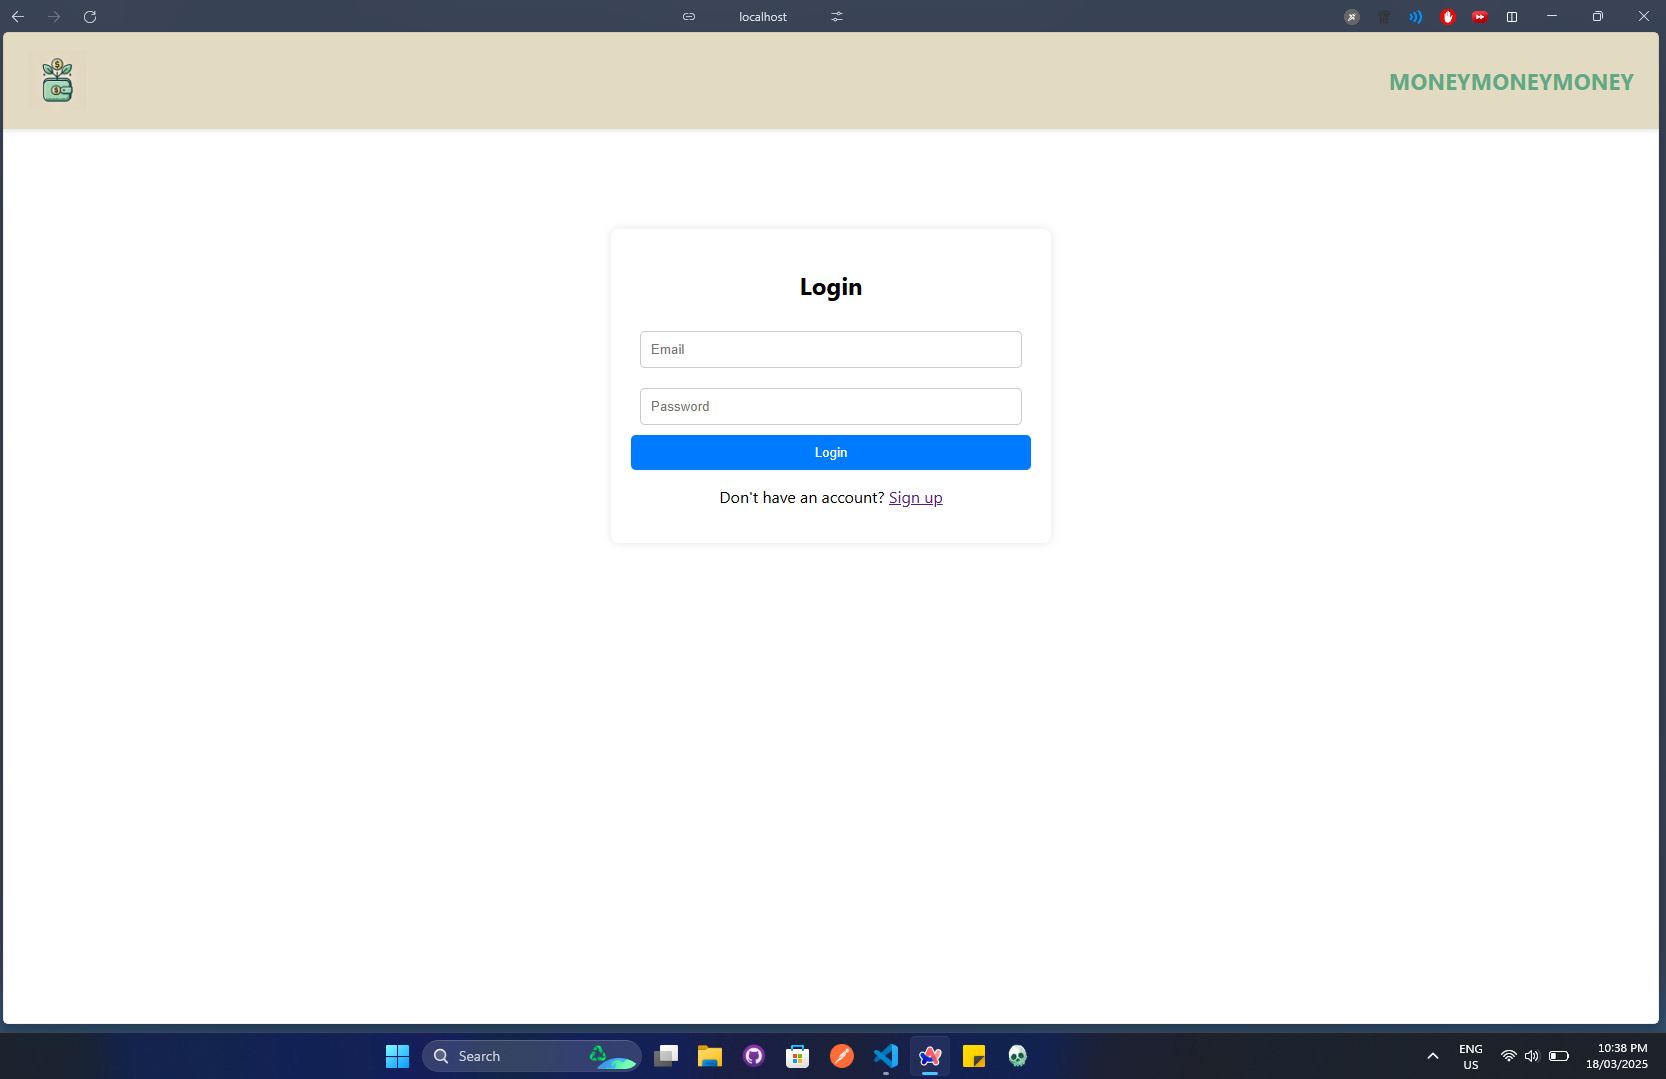 localhost
MONEYMONEYMONEY
Login
Email
Password
Login
Don't have an account? Sign up
Search
ENG
US
10:38 PM
18/03/2025